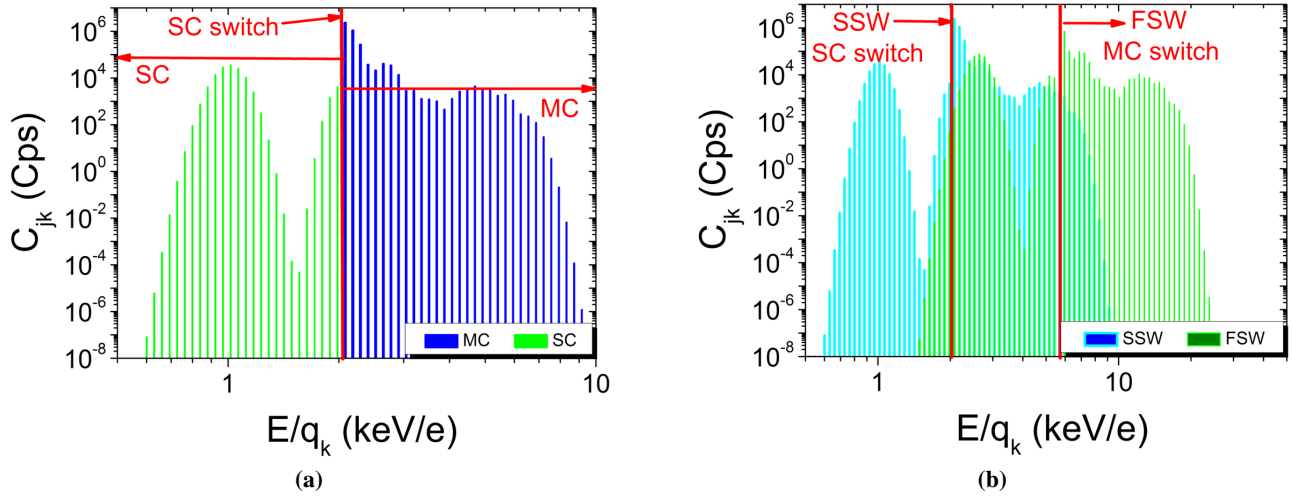 SC switch
SC
MC
10^6
10^4
10^2
10^0
10^-2
10^-4
10^-6
10^-8
C_jk (Cps)
1
10
E/q_k (keV/e)
MC
SC
(a)
SSW
SC switch
FSW
MC switch
10^6
10^4
10^2
10^0
10^-2
10^-4
10^-6
10^-8
C_jk (Cps)
1
10
E/q_k (keV/e)
SSW
FSW
(b)